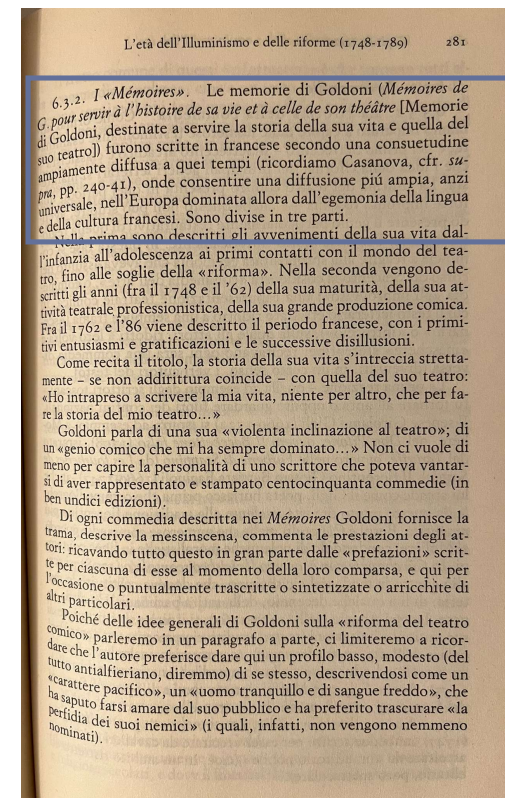 L'età dell'Illuminismo e delle riforme (1748-1789) 281
6.3.2. I «Mémoires». Le memorie di Goldoni (Mémoires de
G. pour servir à l'histoire de sa vie et à celle de son théâtre [Memorie
di Goldoni, destinate a servire la storia della sua vita e quella del
suo teatro]) furono scritte in francese secondo una consuetudine
ampiamente diffusa a quei tempi (ricordiamo Casanova, cfr. su-
pra, pp. 240-41), onde consentire una diffusione piú ampia, anzi
universale, nell'Europa dominata allora dall'egemonia della lingua
e della cultura francesi. Sono divise in tre parti.
Nella prima sono descritti gli avvenimenti della sua vita dal-
l'infanzia all'adolescenza ai primi contatti con il mondo del tea-
tro, fino alle soglie della «riforma». Nella seconda vengono de-
scritti gli anni (fra il 1748 e il '62) della sua maturità, della sua at-
tività teatrale professionistica, della sua grande produzione comica.
Fra il 1762 e l'86 viene descritto il periodo francese, con i primi-
tivi entusiasmi e gratificazioni e le successive disillusioni.
Come recita il titolo, la storia della sua vita s'intreccia stretta-
mente – se non addirittura coincide – con quella del suo teatro:
«Ho intrapreso a scrivere la mia vita, niente per altro, che per fa-
re la storia del mio teatro...»
Goldoni parla di una sua «violenta inclinazione al teatro»; di
un «genio comico che mi ha sempre dominato...» Non ci vuole di
meno per capire la personalità di uno scrittore che poteva vantar-
si di aver rappresentato e stampato centocinquanta commedie (in
ben undici edizioni).
Di ogni commedia descritta nei Mémoires Goldoni fornisce la
trama, descrive la messinscena, commenta le prestazioni degli at-
tori: ricavando tutto questo in gran parte dalle «prefazioni» scrit-
te per ciascuna di esse al momento della loro comparsa, e qui per
l'occasione o puntualmente trascritte o sintetizzate o arricchite di
altri particolari.
Poiché delle idee generali di Goldoni sulla «riforma del teatro
comico» parleremo in un paragrafo a parte, ci limiteremo a ricor-
dare che l'autore preferisce dare qui un profilo basso, modesto (del
tutto antialfieriano, diremmo) di se stesso, descrivendosi come un
«carattere pacifico», un «uomo tranquillo e di sangue freddo», che
ha saputo farsi amare dal suo pubblico e ha preferito trascurare «la
perfidia dei suoi nemici» (i quali, infatti, non vengono nemmeno
nominati).